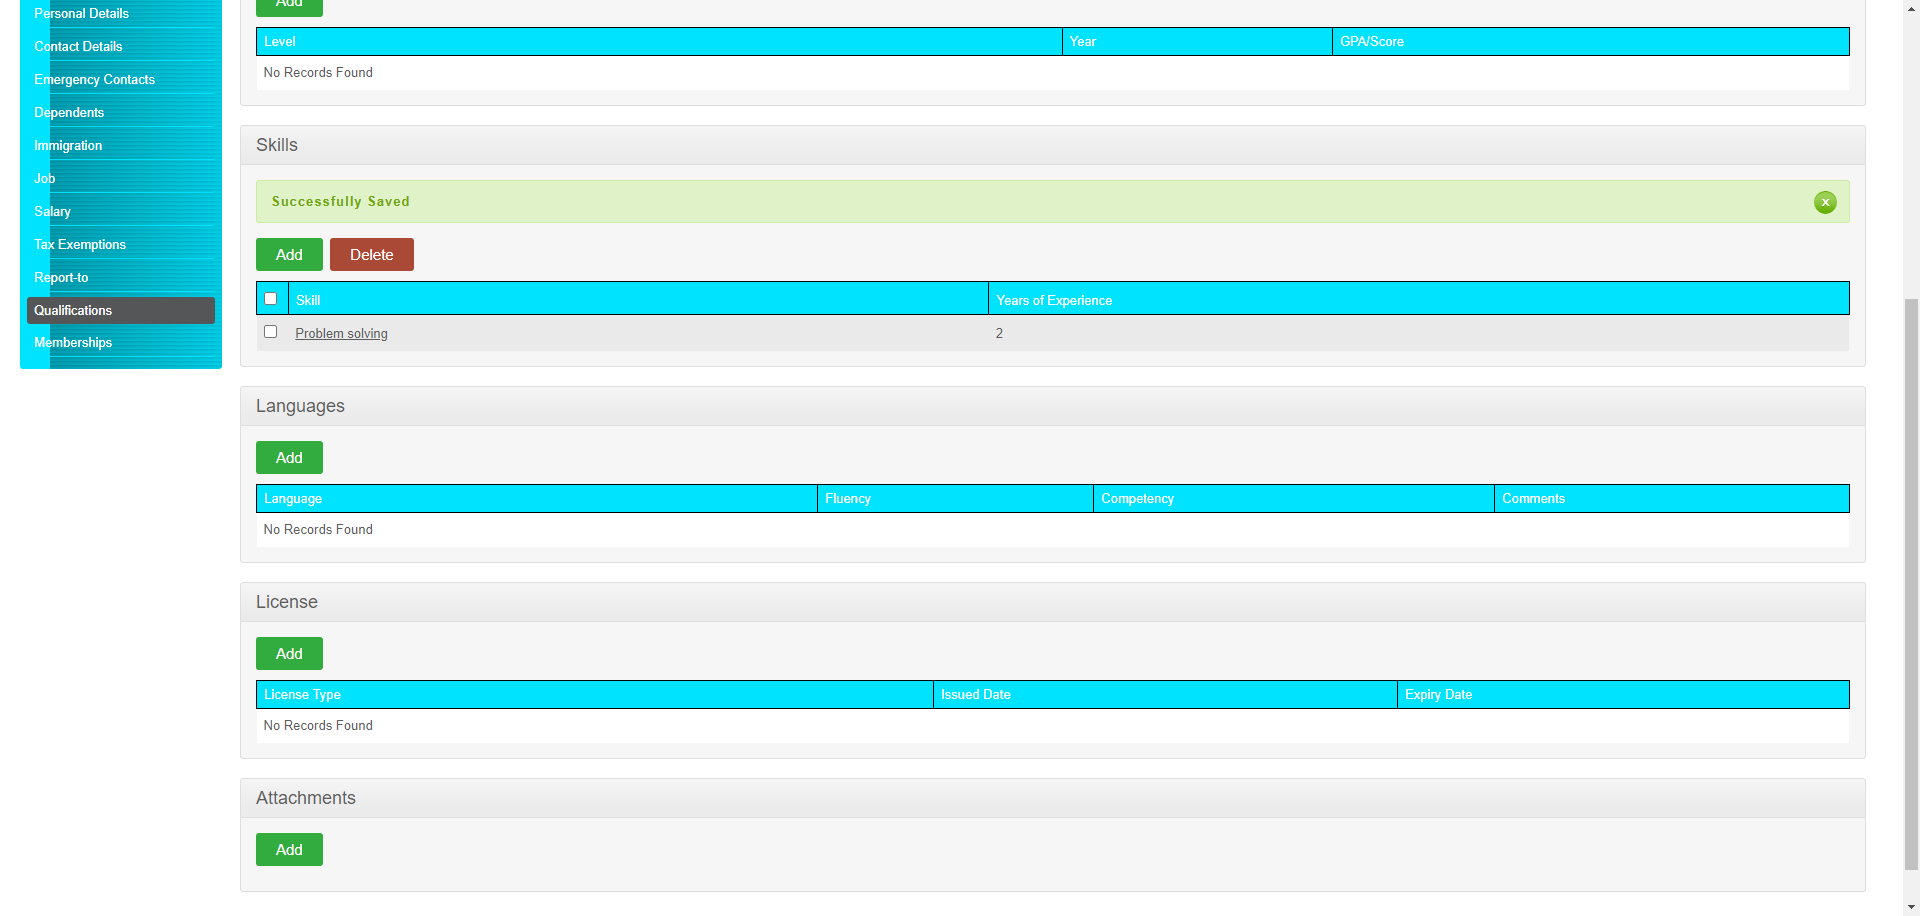 Personal Details
Contact Details
Emergency Contacts
Dependents
Immigration
Job
Salary
Tax Exemptions
Report-to
Qualifications
Memberships
Add
Level Year GPA/Score
No Records Found
Skills
Successfully Saved x
Add Delete
Skill Years of Experience
Problem solving 2
Languages
Add
Language Fluency Competency Comments
No Records Found
License
Add
License Type Issued Date Expiry Date
No Records Found
Attachments
Add